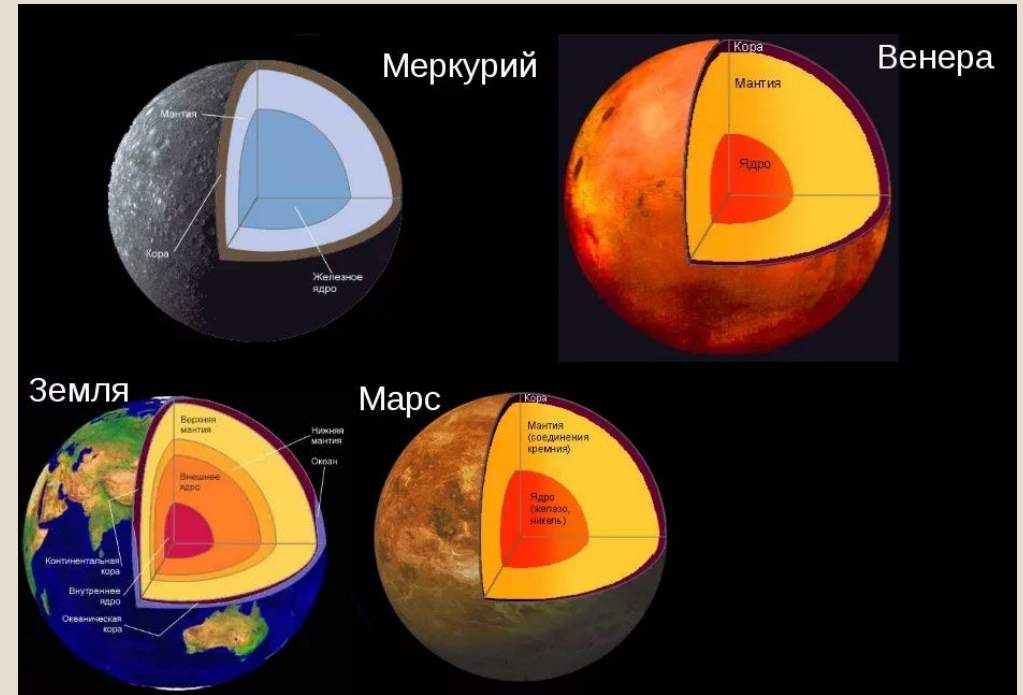 Меркурий
Мантия
Кора
Железное
ядро
Венера
Кора
Мантия
Ядро
Земля
Верхняя
мантия
Нижняя
мантия
Океан
Внешнее
ядро
Континентальная
кора
Внутреннее
ядро
Океаническая
кора
Марс
Кора
Мантия
(соединения
кремния)
Ядро
(железо,
никель)